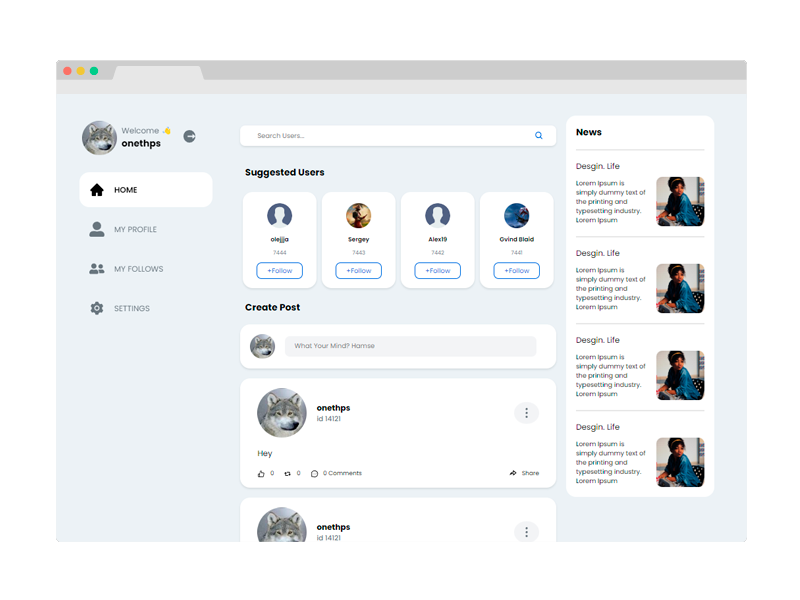 Welcome
onethps
HOME
MY PROFILE
MY FOLLOWS
SETTINGS
Search Users...
Suggested Users
olejjja
7444
+Follow
Sergey
7443
+Follow
Alex19
7442
+Follow
Gvind Blaid
7441
+Follow
Create Post
What Your Mind? Hamse
onethps
id 14121
Hey
0
0
0 Comments
Share
onethps
id 14121
News
Desgin. Life
Lorem Ipsum is
simply dummy text of
the printing and
typesetting industry.
Lorem Ipsum
Desgin. Life
Lorem Ipsum is
simply dummy text of
the printing and
typesetting industry.
Lorem Ipsum
Desgin. Life
Lorem Ipsum is
simply dummy text of
the printing and
typesetting industry.
Lorem Ipsum
Desgin. Life
Lorem Ipsum is
simply dummy text of
the printing and
typesetting industry.
Lorem Ipsum